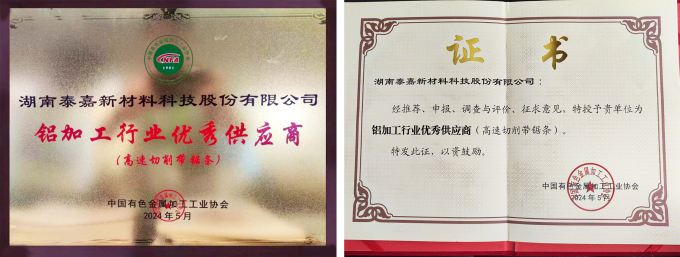 湖南泰嘉新材料科技股份有限公司
铝加工行业优秀供应商
(高速切削带锯条)
中国有色金属加工工业协会
2024年5月
证 书
湖南泰嘉新材料科技股份有限公司：
经推荐、申报、调查与评价、征求意见，特授予贵单位为
铝加工行业优秀供应商（高速切削带锯条）。
特发此证，以资鼓励。
中国有色金属加工工业协会
2024年5月